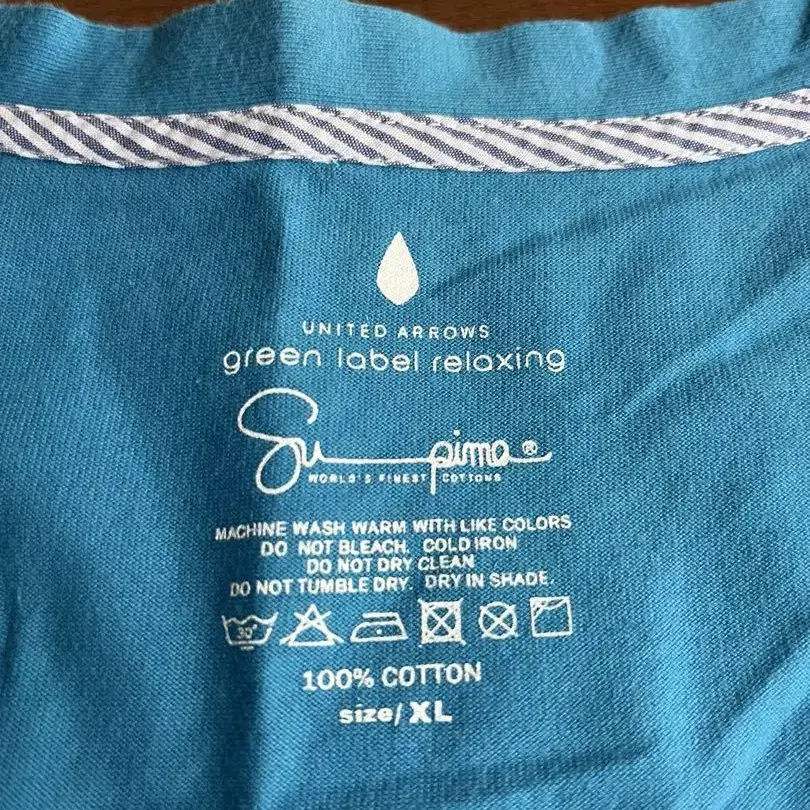 UNITED ARROWS
green label relaxing
Supima®
WORLD'S FINEST COTTONS
MACHINE WASH WARM WITH LIKE COLORS
DO NOT BLEACH. COLD IRON
DO NOT DRY CLEAN
DO NOT TUMBLE DRY. DRY IN SHADE.
30°
100% COTTON
size/ XL